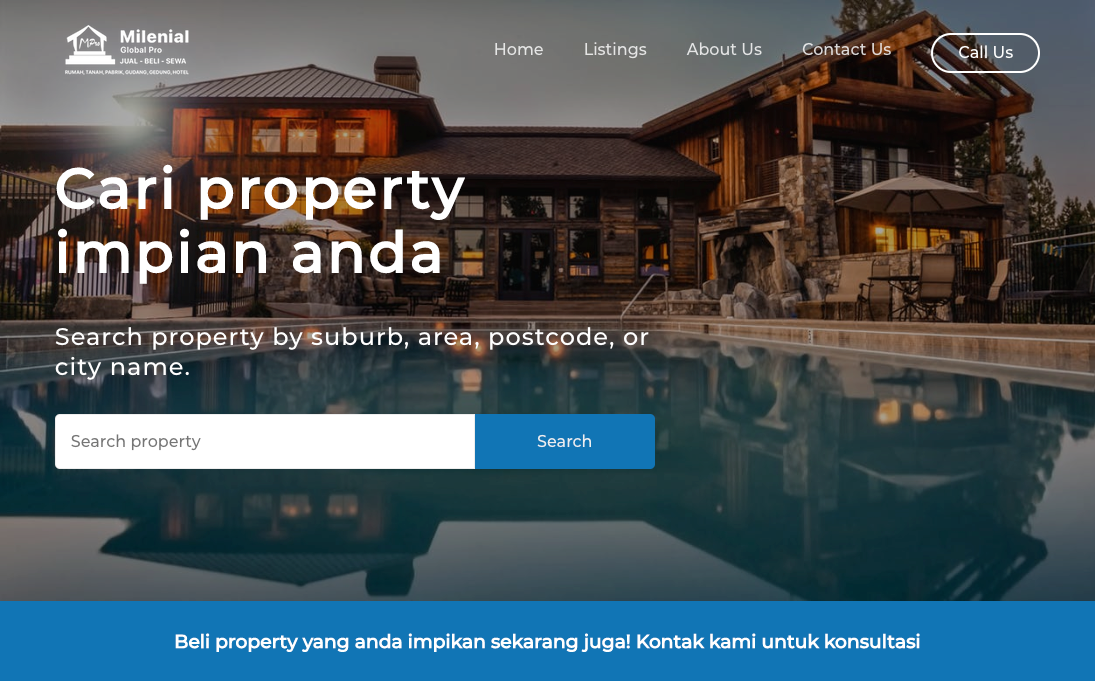 MPro
Milenial
Global Pro
JUAL - BELI - SEWA
RUMAH, TANAH, PABRIK, GUDANG, GEDUNG, HOTEL
Home
Listings
About Us
Contact Us
Call Us
Cari property
impian anda
Search property by suburb, area, postcode, or
city name.
Search property
Search
Beli property yang anda impikan sekarang juga! Kontak kami untuk konsultasi